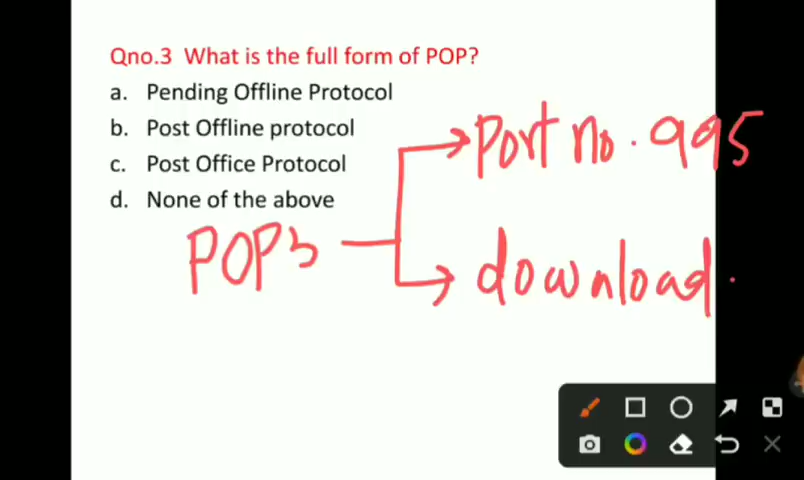 Qno.3 What is the full form of POP?
a. Pending Offline Protocol
b. Post Offline protocol
c. Post Office Protocol
d. None of the above
Port no. 995
POP3
download.